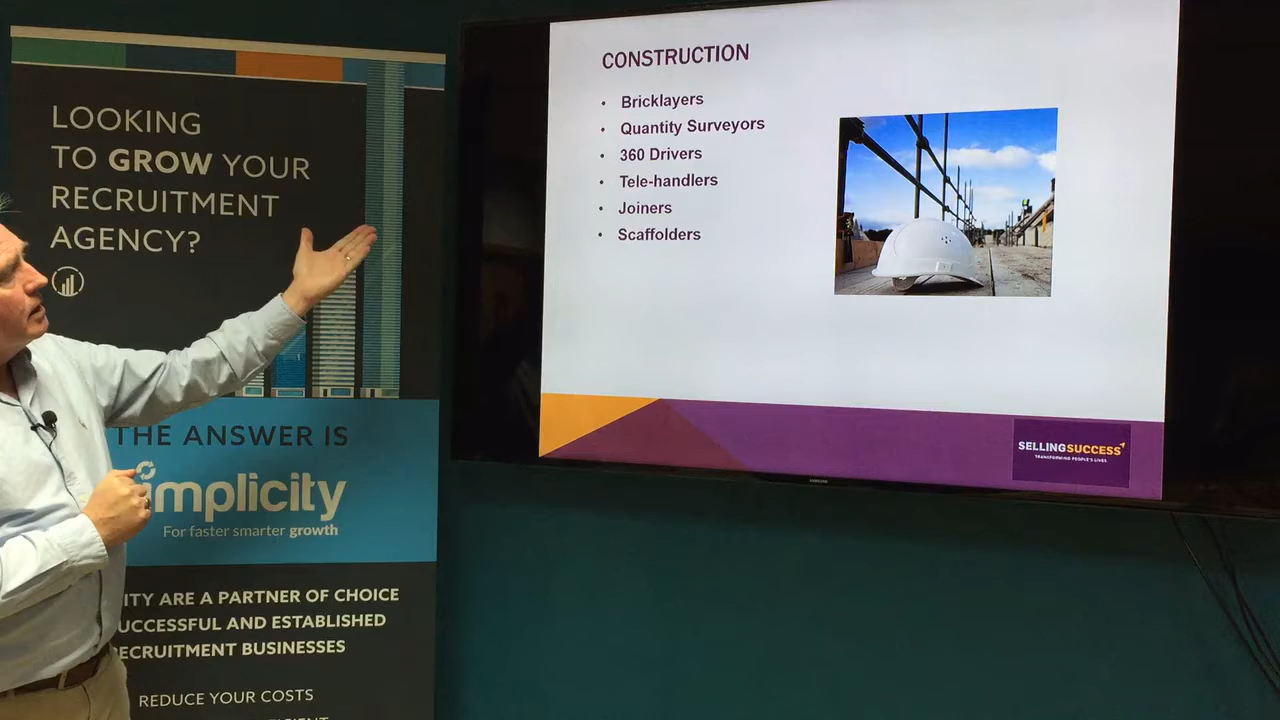 LOOKING
TO GROW YOUR
RECRUITMENT
AGENCY?
THE ANSWER IS
implicity
For faster smarter growth
ITY ARE A PARTNER OF CHOICE
UCCESSFUL AND ESTABLISHED
RECRUITMENT BUSINESSES
REDUCE YOUR COSTS
CONSTRUCTION
• Bricklayers
• Quantity Surveyors
• 360 Drivers
• Tele-handlers
• Joiners
• Scaffolders
SELLINGSUCCESS
TRANSFORMING PEOPLE'S LIVES
SAMSUNG